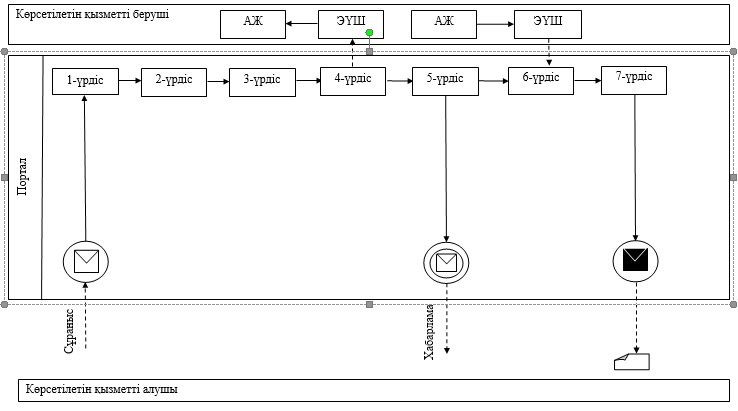 Көрсетілетін қызметті беруші
АЖ
ЭҮШ
АЖ
ЭҮШ
1-үрдіс
2-үрдіс
3-үрдіс
4-үрдіс
5-үрдіс
6-үрдіс
7-үрдіс
Портал
Сұраныс
Хабарлама
Көрсетілетін қызметті алушы